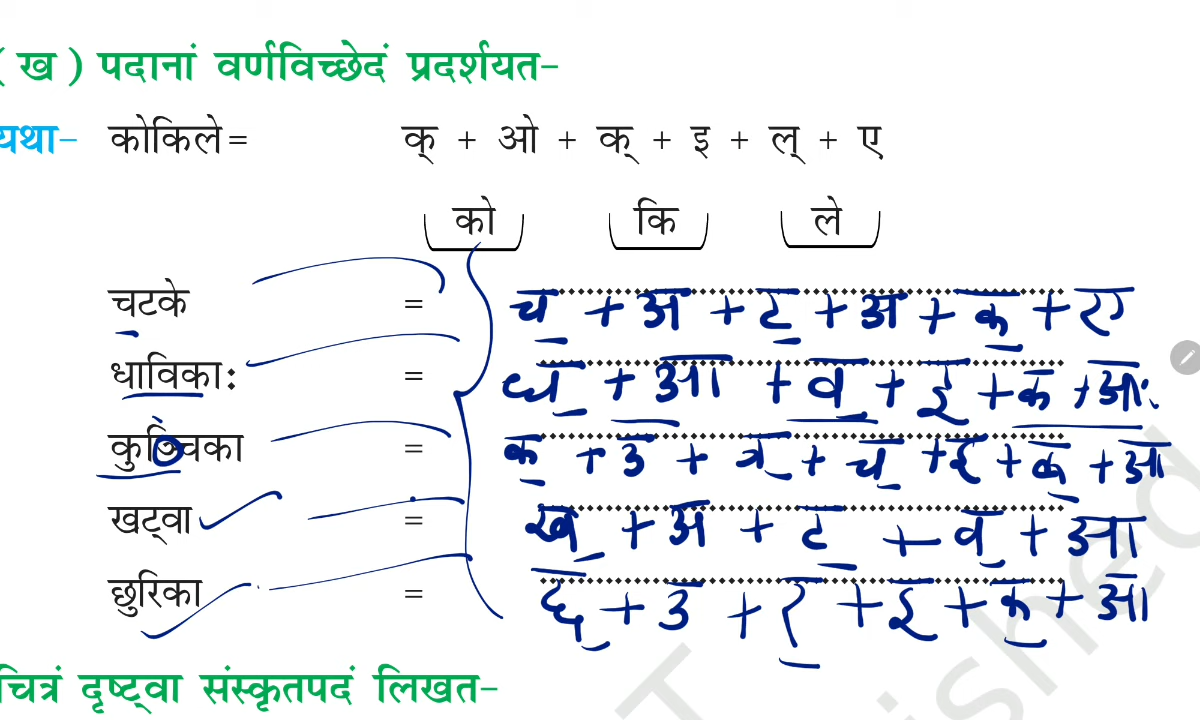 ( ख ) पदानां वर्णविच्छेदं प्रदर्शयत-
यथा- कोकिले= क् + ओ + क् + इ + ल् + ए
को कि ले
चटके = च् + अ + ट् + अ + क् + ए
धाविकाः = ध् + आ + व् + इ + क + आः
कुञ्चिका = क् + उ + ञ् + च् + इ + क् + आ
खट्वा = ख् + अ + ट् + व् + आ
छुरिका = छ् + उ + र् + इ + क् + आ
चित्रं दृष्ट्वा संस्कृतपदं लिखत-